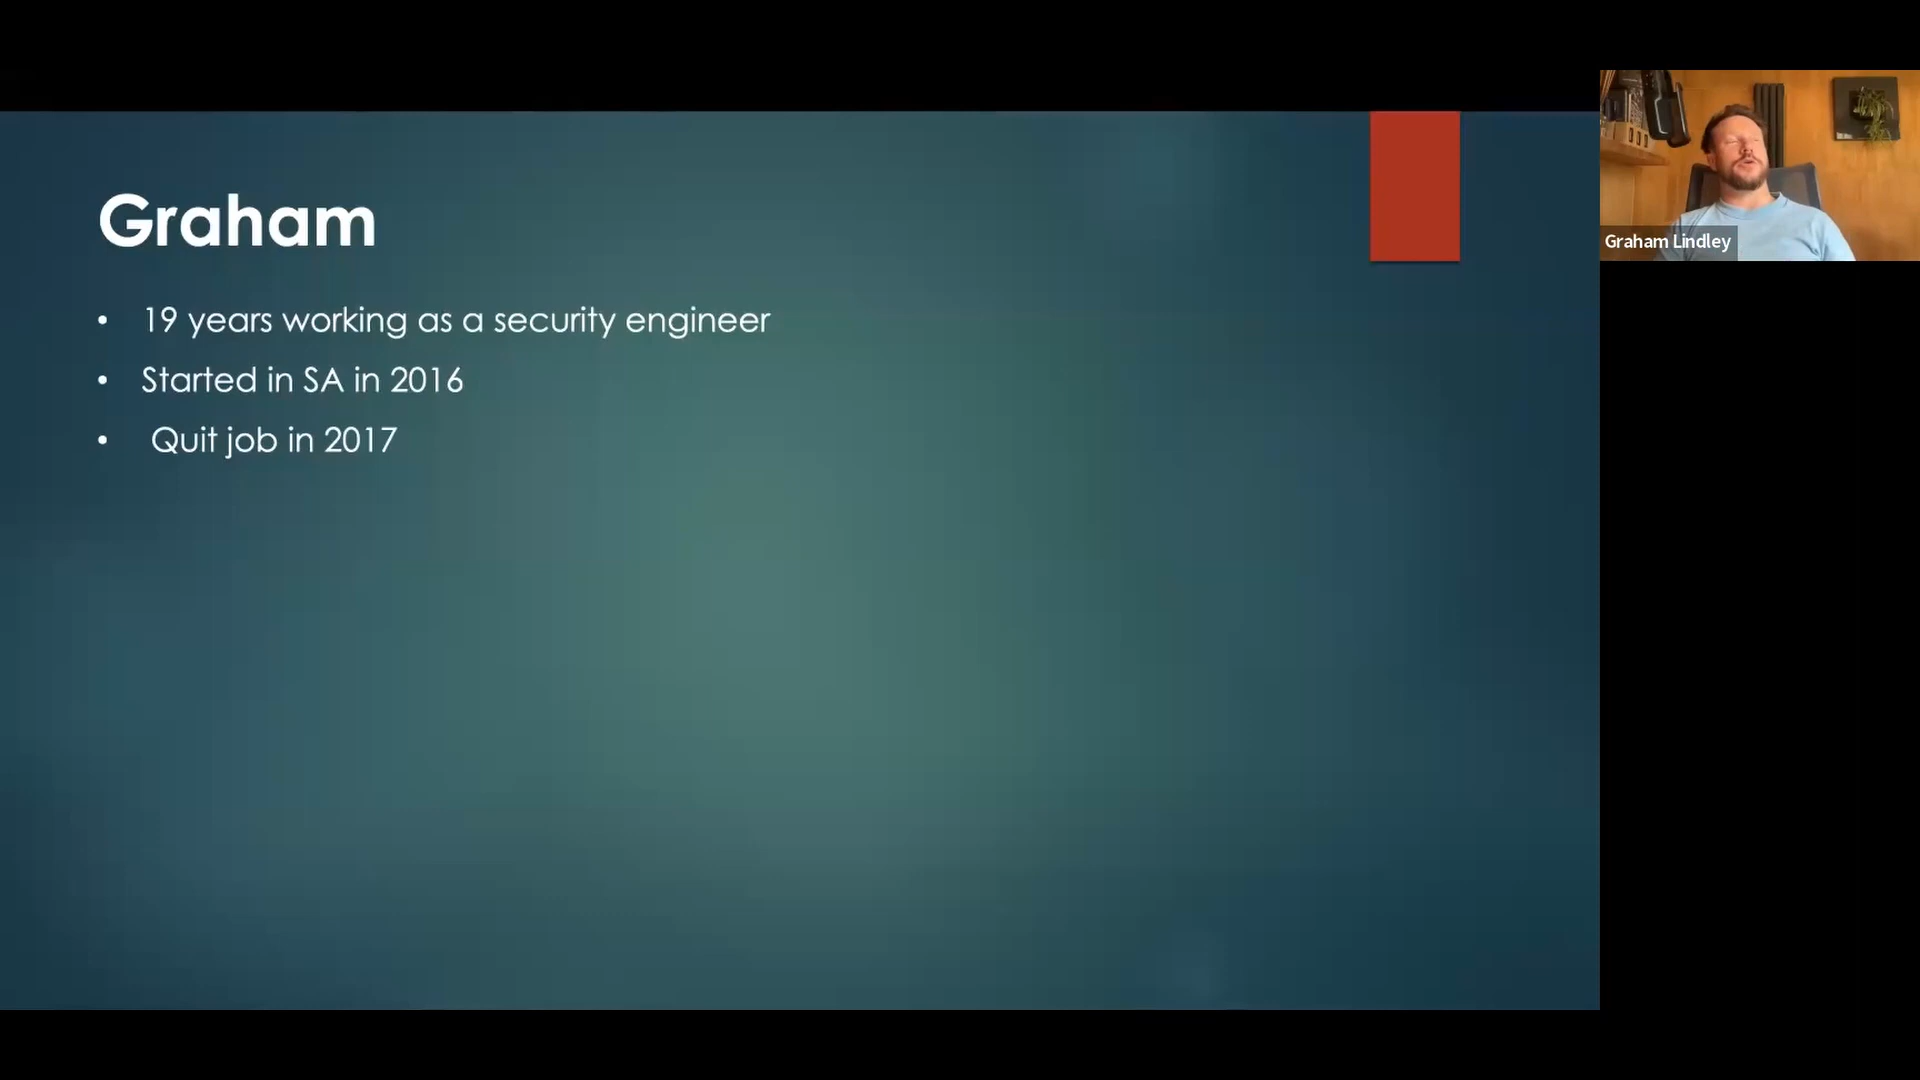 Graham
• 19 years working as a security engineer
• Started in SA in 2016
• Quit job in 2017
Graham Lindley